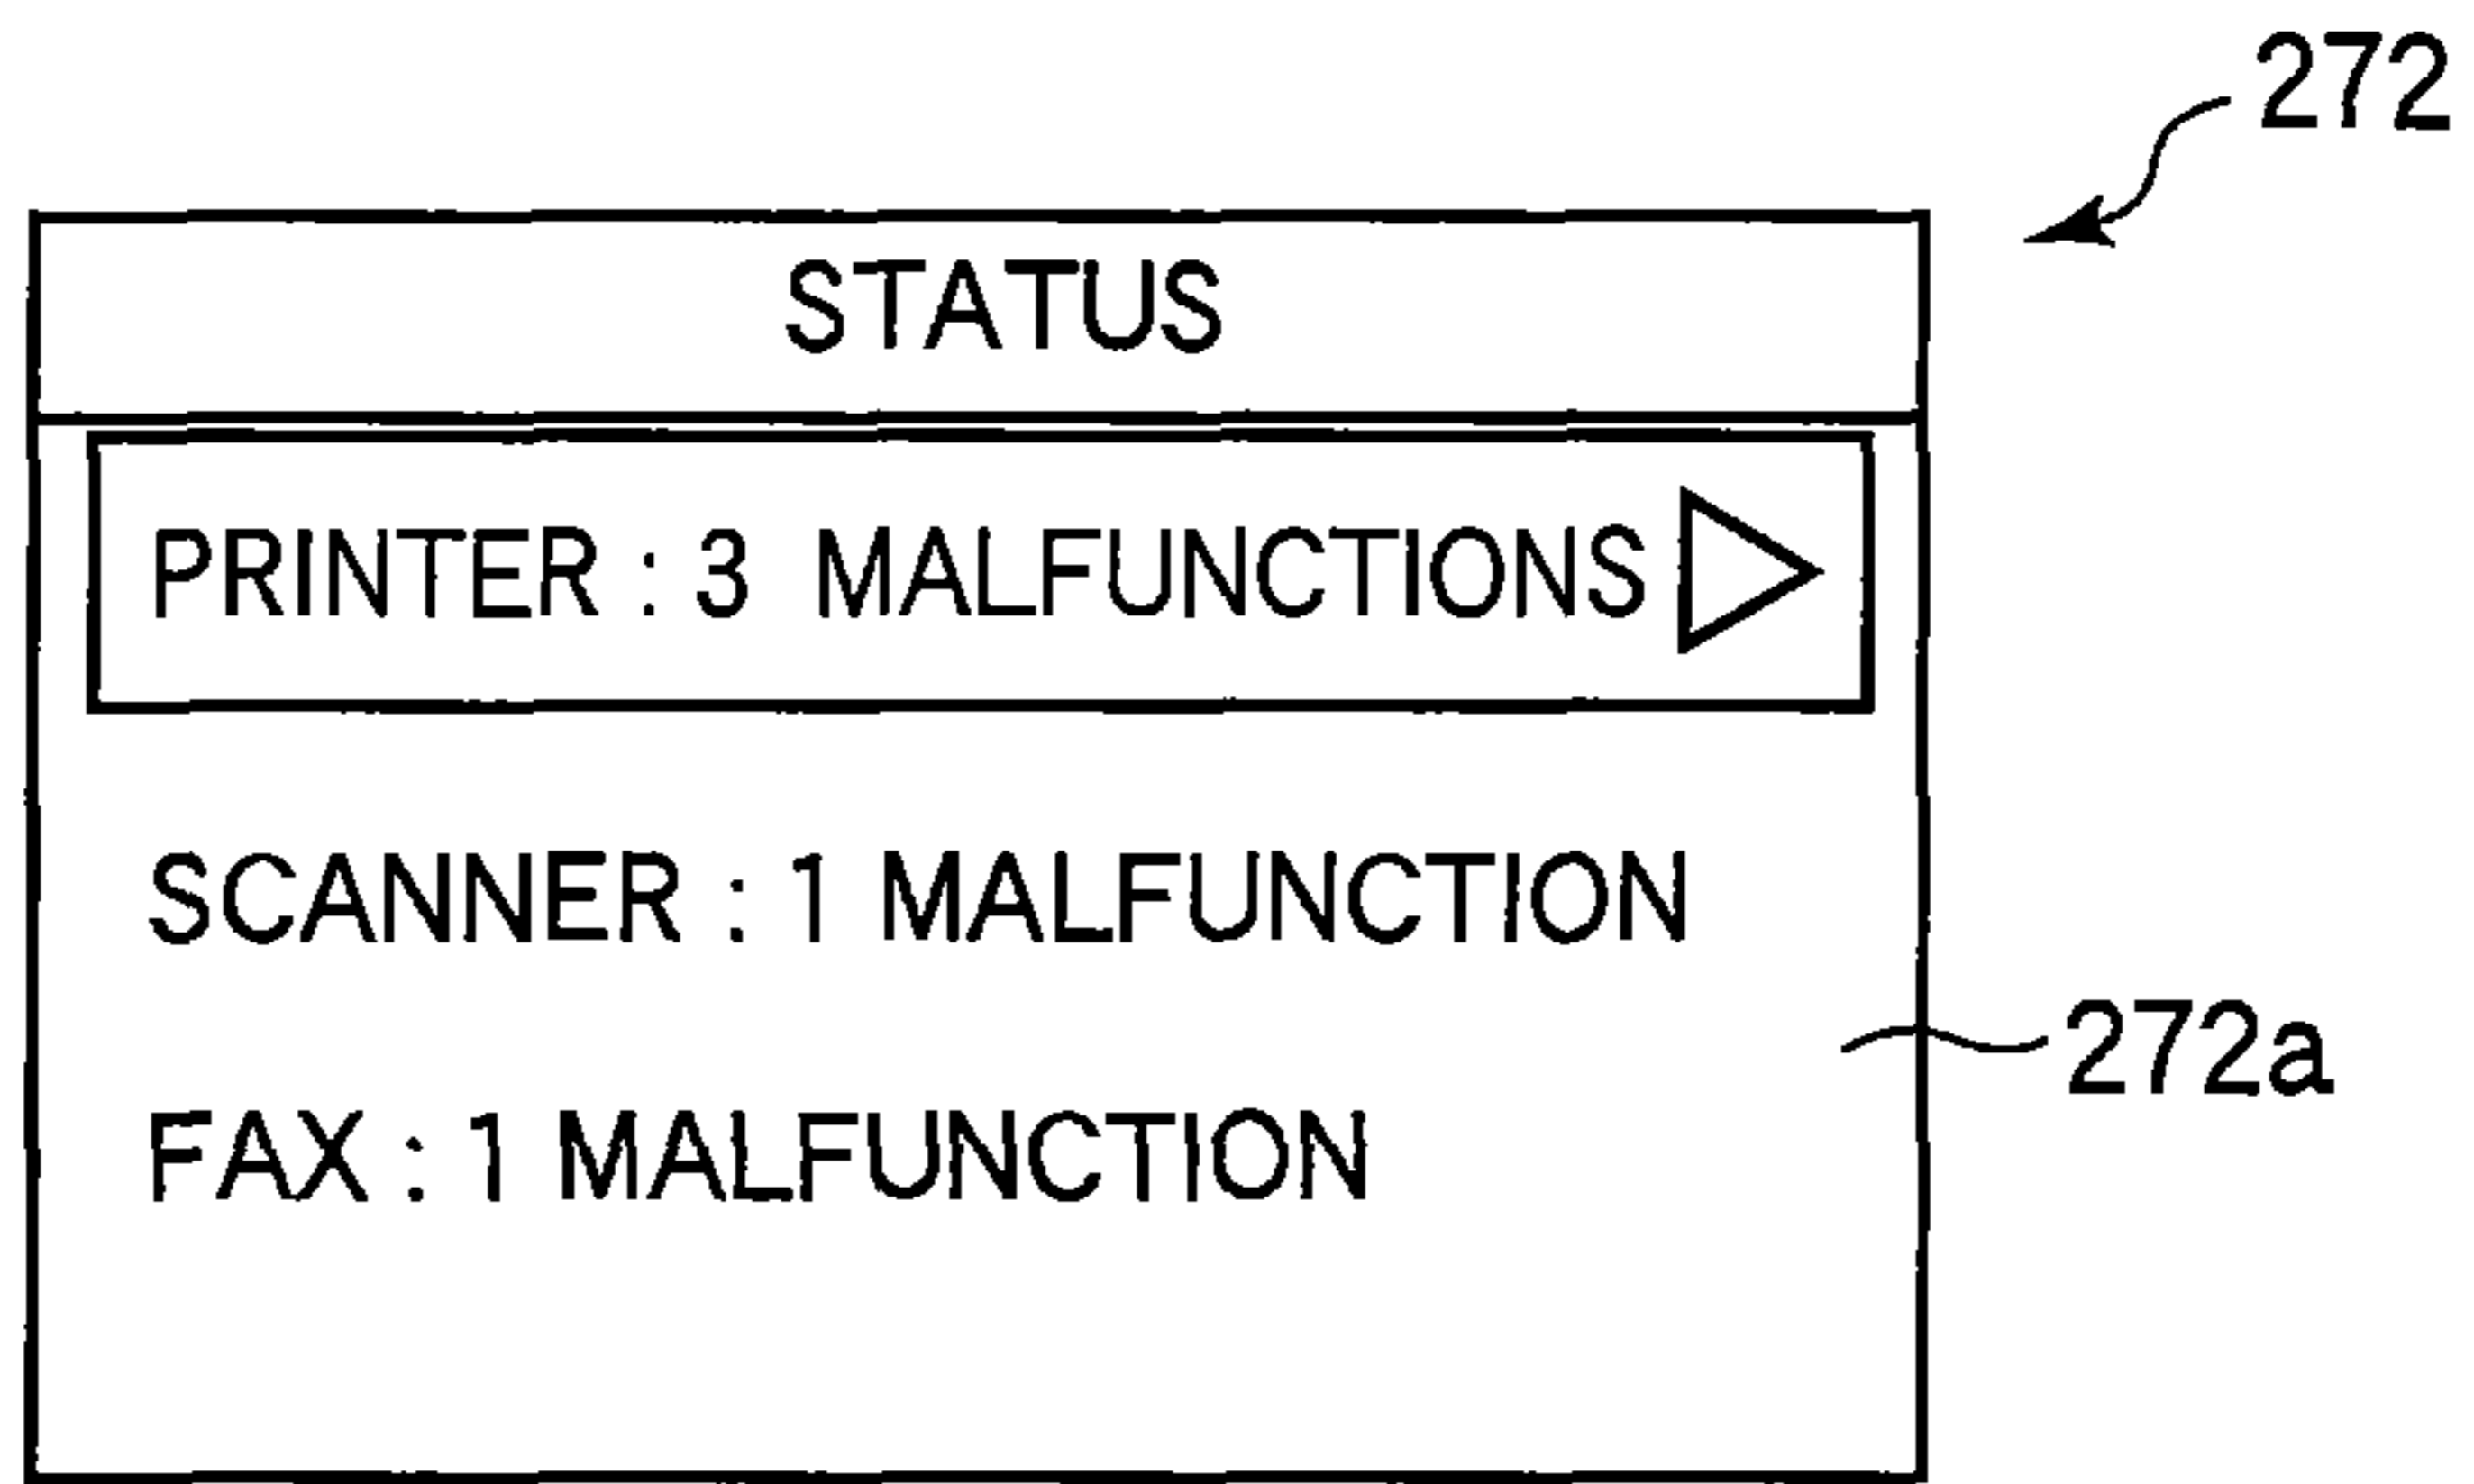 272
STATUS
PRINTER : 3 MALFUNCTIONS
SCANNER : 1 MALFUNCTION
272a
FAX : 1 MALFUNCTION